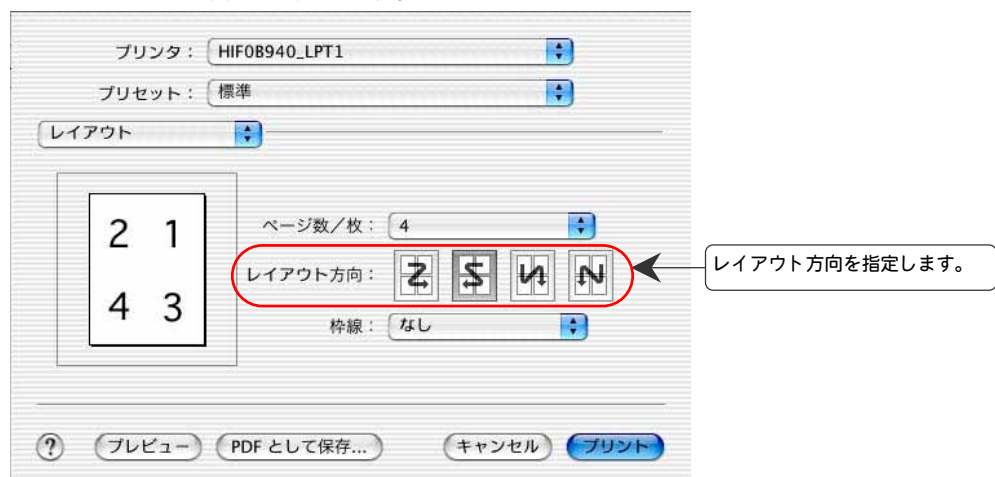 プリンタ： HIF0B940_LPT1
プリセット： 標準
レイアウト
2 1
4 3
ページ数／枚： 4
レイアウト方向：
レイアウト方向を指定します。
枠線： なし
? プレビュー PDF として保存... キャンセル プリント